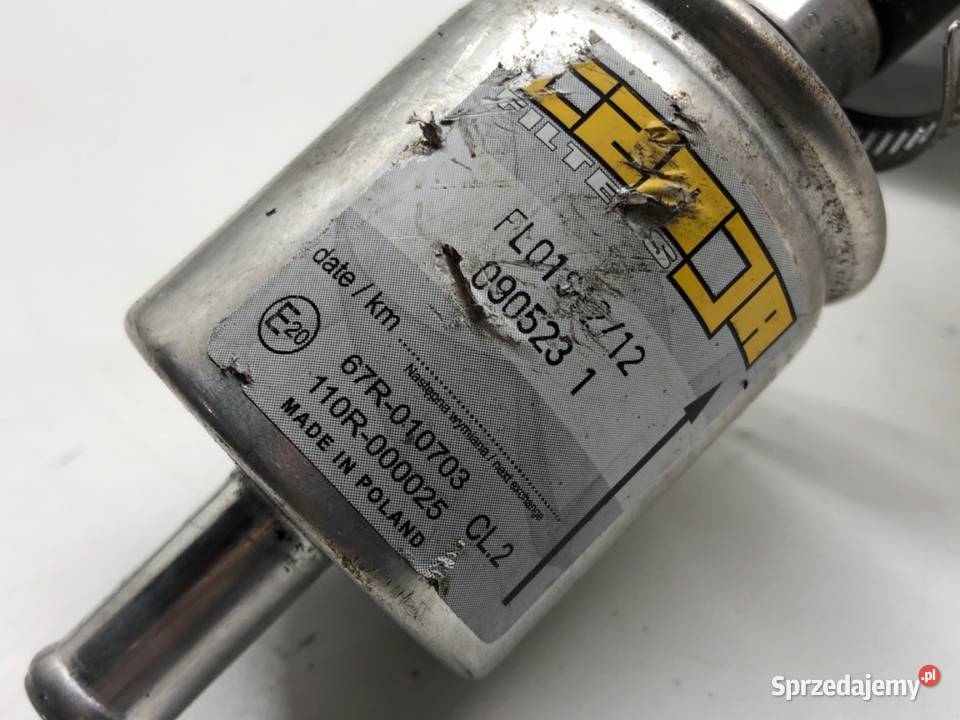 FILTERS
090523 1
date / km
Następna wymiana / next exchange
E20
67R-010703
110R-000025 CL.2
MADE IN POLAND
Sprzedajemy.pl